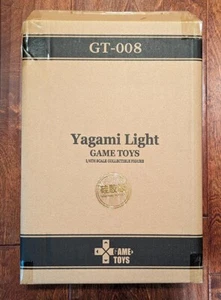 GT-008
Yagami Light
GAME TOYS
1/6TH SCALE COLLECTIBLE FIGURE
GAME
TOYS